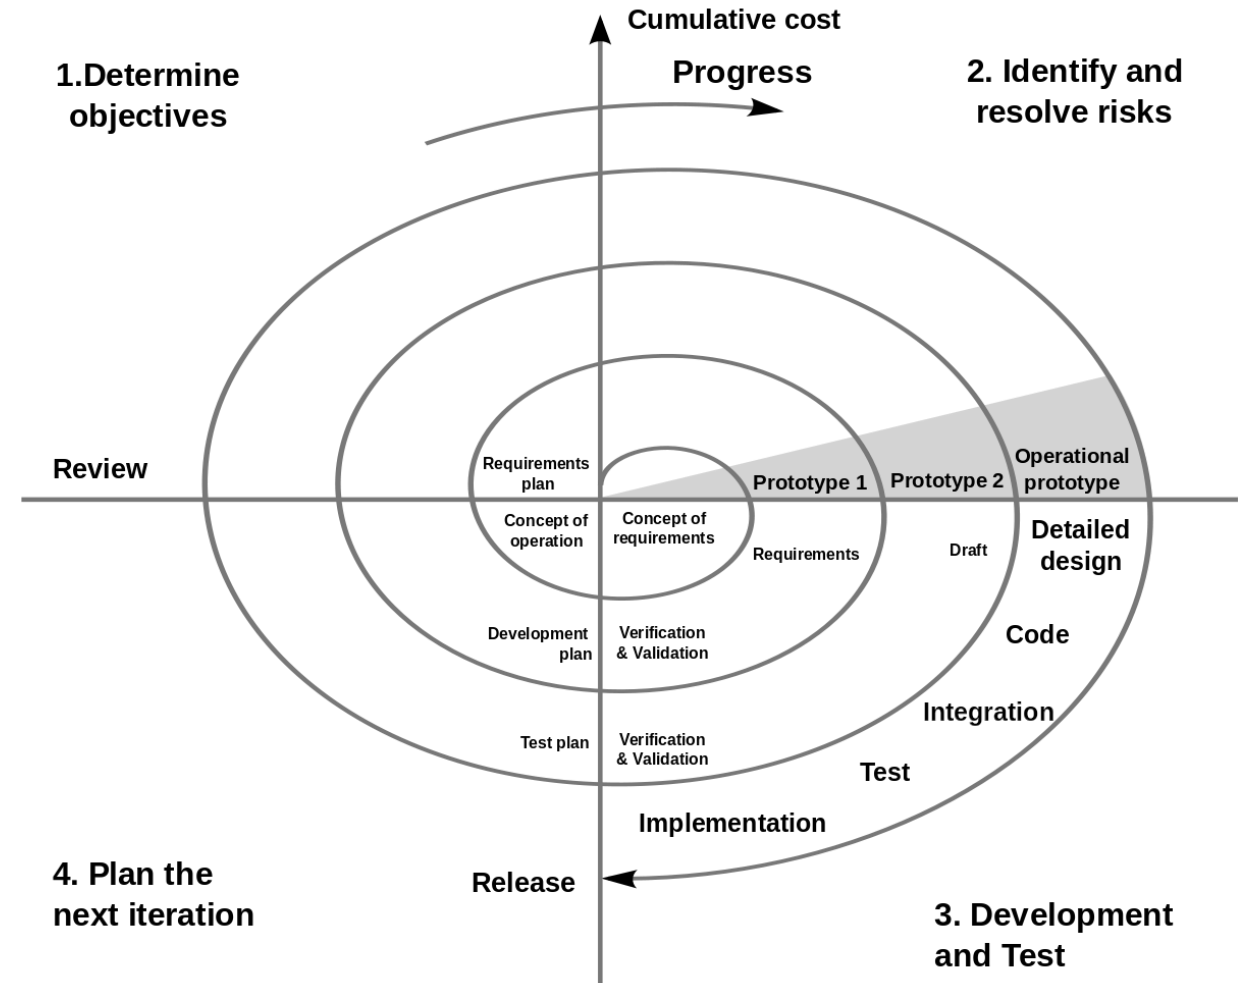 Cumulative cost
Progress
1.Determine
objectives
2. Identify and
resolve risks
Review
Requirements
plan
Concept of
operation
Concept of
requirements
Prototype 1
Prototype 2
Operational
prototype
Requirements
Draft
Detailed
design
Code
Integration
Test
Implementation
Development
plan
Verification
& Validation
Test plan
Verification
& Validation
Release
4. Plan the
next iteration
3. Development
and Test